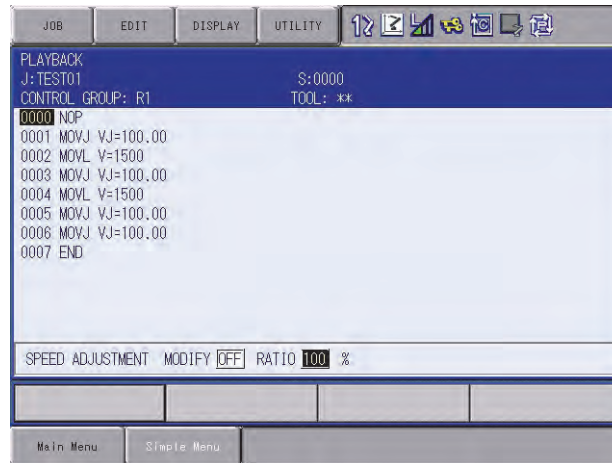 JOB EDIT DISPLAY UTILITY
PLAYBACK
J:TEST01 S:0000
CONTROL GROUP: R1 TOOL: **
0000 NOP
0001 MOVJ VJ=100.00
0002 MOVL V=1500
0003 MOVJ VJ=100.00
0004 MOVL V=1500
0005 MOVJ VJ=100.00
0006 MOVJ VJ=100.00
0007 END
SPEED ADJUSTMENT MODIFY OFF RATIO 100 %
Main Menu Simple Menu